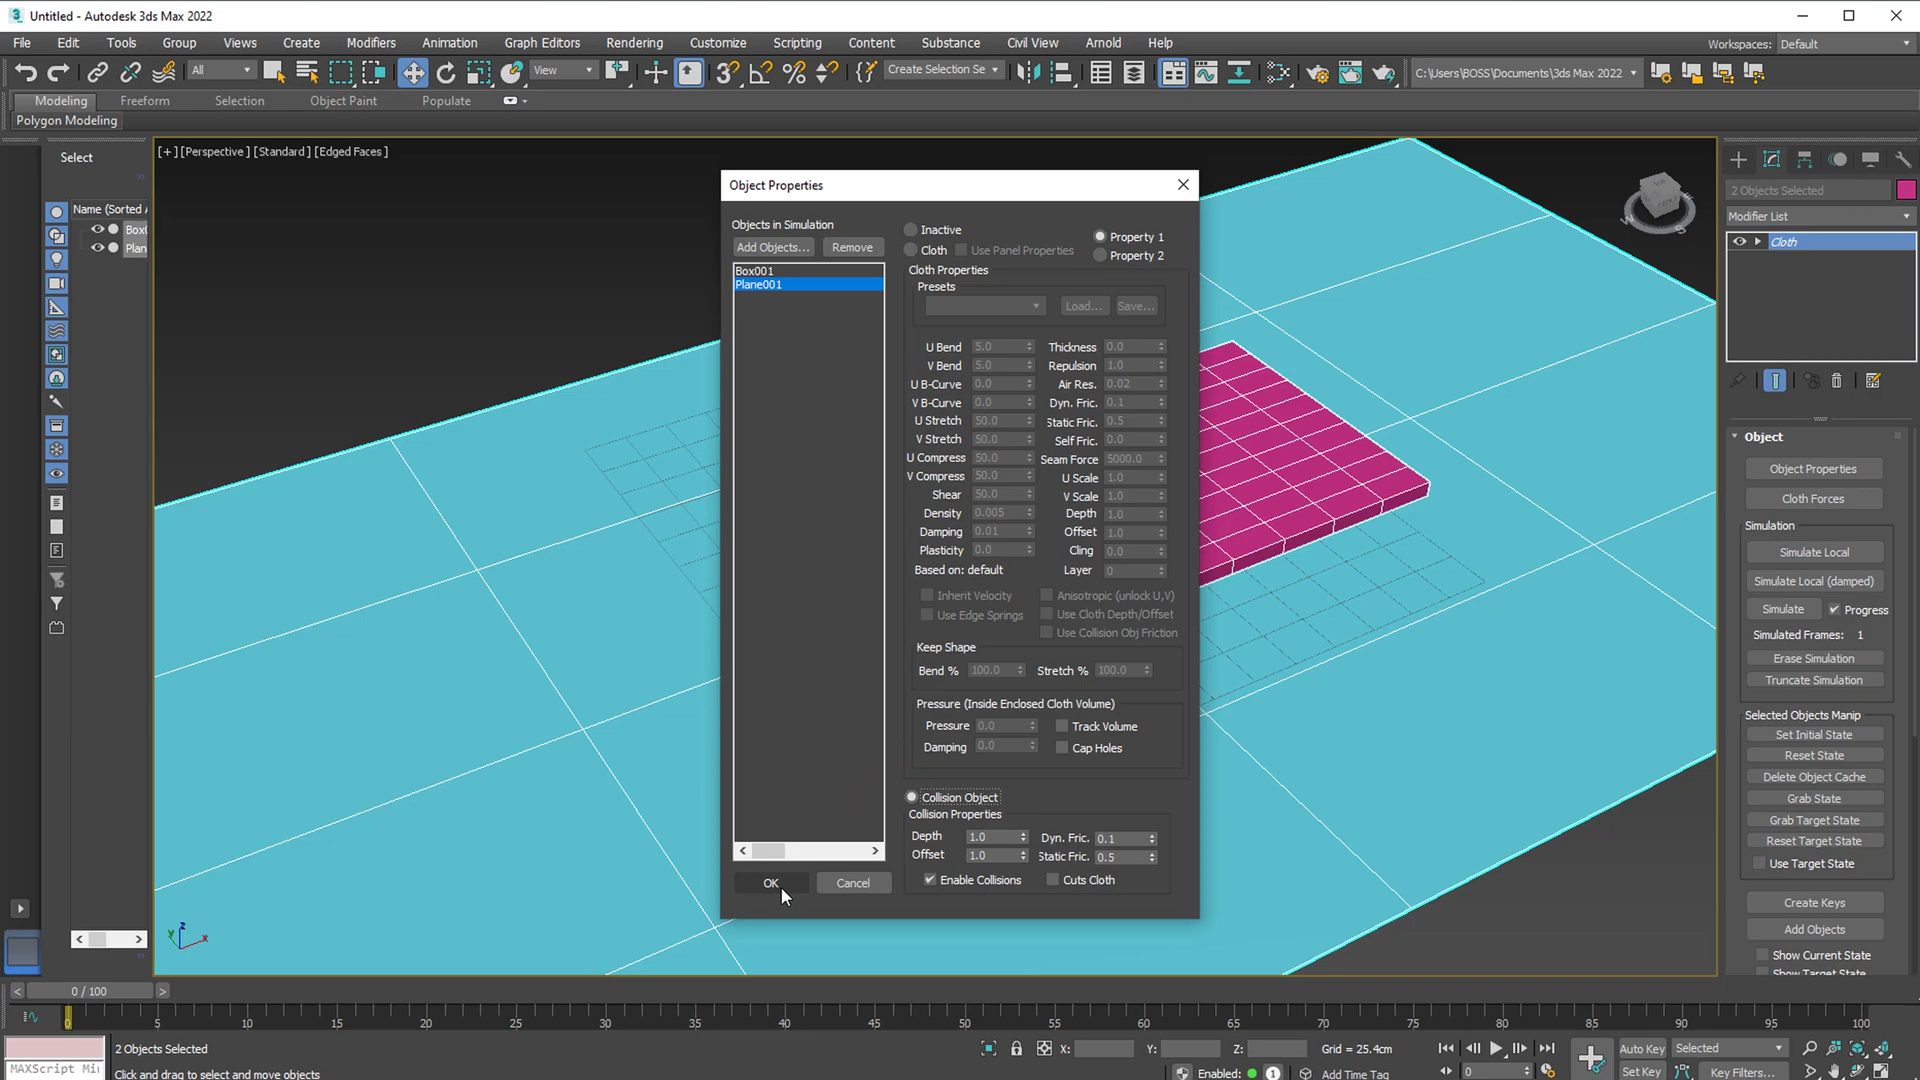 Untitled - Autodesk 3ds Max 2022
File Edit Tools Group Views Create Modifiers Animation Graph Editors Rendering Customize Scripting Content Substance Civil View Arnold Help
Workspaces: Default
All
View
Create Selection Se
C:\Users\BOSS\Documents\3ds Max 2022
Modeling Freeform Selection Object Paint Populate
Polygon Modeling
Select
Name (Sorted A
Box0
Plan
[+] [Perspective ] [Standard ] [Edged Faces ]
Object Properties
Objects in Simulation
Add Objects... Remove
Box001
Plane001
OK Cancel
Inactive
Cloth Use Panel Properties
Property 1
Property 2
Cloth Properties
Presets
Load... Save...
U Bend 5.0 Thickness 0.0
V Bend 5.0 Repulsion 1.0
U B-Curve 0.0 Air Res. 0.02
V B-Curve 0.0 Dyn. Fric. 0.1
U Stretch 50.0 Static Fric. 0.5
V Stretch 50.0 Self Fric. 0.0
U Compress 50.0 Seam Force 5000.0
V Compress 50.0 U Scale 1.0
Shear 50.0 V Scale 1.0
Density 0.005 Depth 1.0
Damping 0.01 Offset 1.0
Plasticity 0.0 Cling 0.0
Based on: default Layer 0
Inherit Velocity Anisotropic (unlock U,V)
Use Edge Springs Use Cloth Depth/Offset
Use Collision Obj Friction
Keep Shape
Bend % 100.0 Stretch % 100.0
Pressure (Inside Enclosed Cloth Volume)
Pressure 0.0 Track Volume
Damping 0.0 Cap Holes
Collision Object
Collision Properties
Depth 1.0 Dyn. Fric. 0.1
Offset 1.0 Static Fric. 0.5
Enable Collisions Cuts Cloth
2 Objects Selected
Modifier List
Cloth
Object
Object Properties
Cloth Forces
Simulation
Simulate Local
Simulate Local (damped)
Simulate Progress
Simulated Frames: 1
Erase Simulation
Truncate Simulation
Selected Objects Manip
Set Initial State
Reset State
Delete Object Cache
Grab State
Grab Target State
Reset Target State
Use Target State
Create Keys
Add Objects
Show Current State
Show Target State
0 / 100
0 5 10 15 20 25 30 35 40 45 50 55 60 65 70 75 80 85 90 95 100
2 Objects Selected
X: Y: Z: Grid = 25.4cm
Auto Key Selected
MAXScript Mi
Click and drag to select and move objects
Enabled: 1 Add Time Tag
0
Set Key Key Filters...